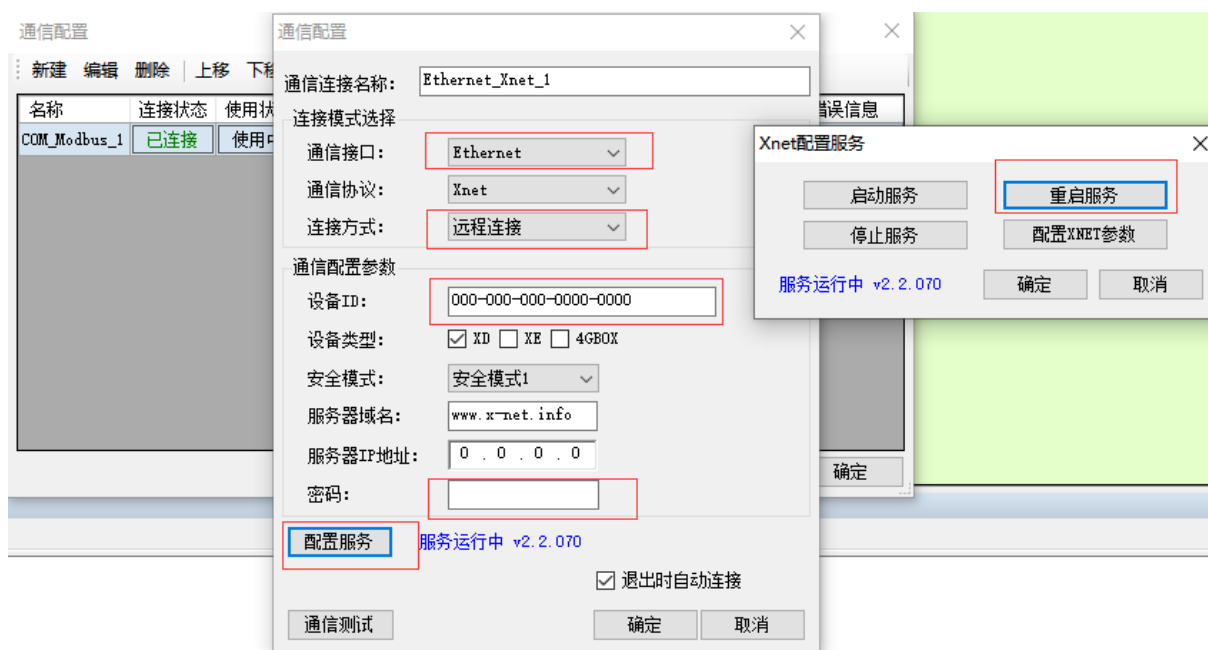 通信配置
新建 编辑 删除 上移
名称 连接状态
COM_Modbus_1 已连接
错误信息
确定
通信配置
通信连接名称: Ethernet_Xnet_1
连接模式选择
通信接口: Ethernet
通信协议: Xnet
连接方式: 远程连接
通信配置参数
设备ID: 000-000-000-0000-0000
设备类型: XD XE 4GBOX
安全模式: 安全模式1
服务器域名: www.x-net.info
服务器IP地址: 0 . 0 . 0 . 0
密码:
配置服务 服务运行中 v2.2.070
退出时自动连接
通信测试 确定 取消
Xnet配置服务
启动服务 重启服务
停止服务 配置XNET参数
服务运行中 v2.2.070 确定 取消